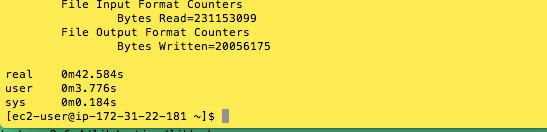 File Input Format Counters
Bytes Read=231153099
File Output Format Counters
Bytes Written=20056175
real 0m42.584s
user 0m3.776s
sys 0m0.184s
[ec2-user@ip-172-31-22-181 ~]$